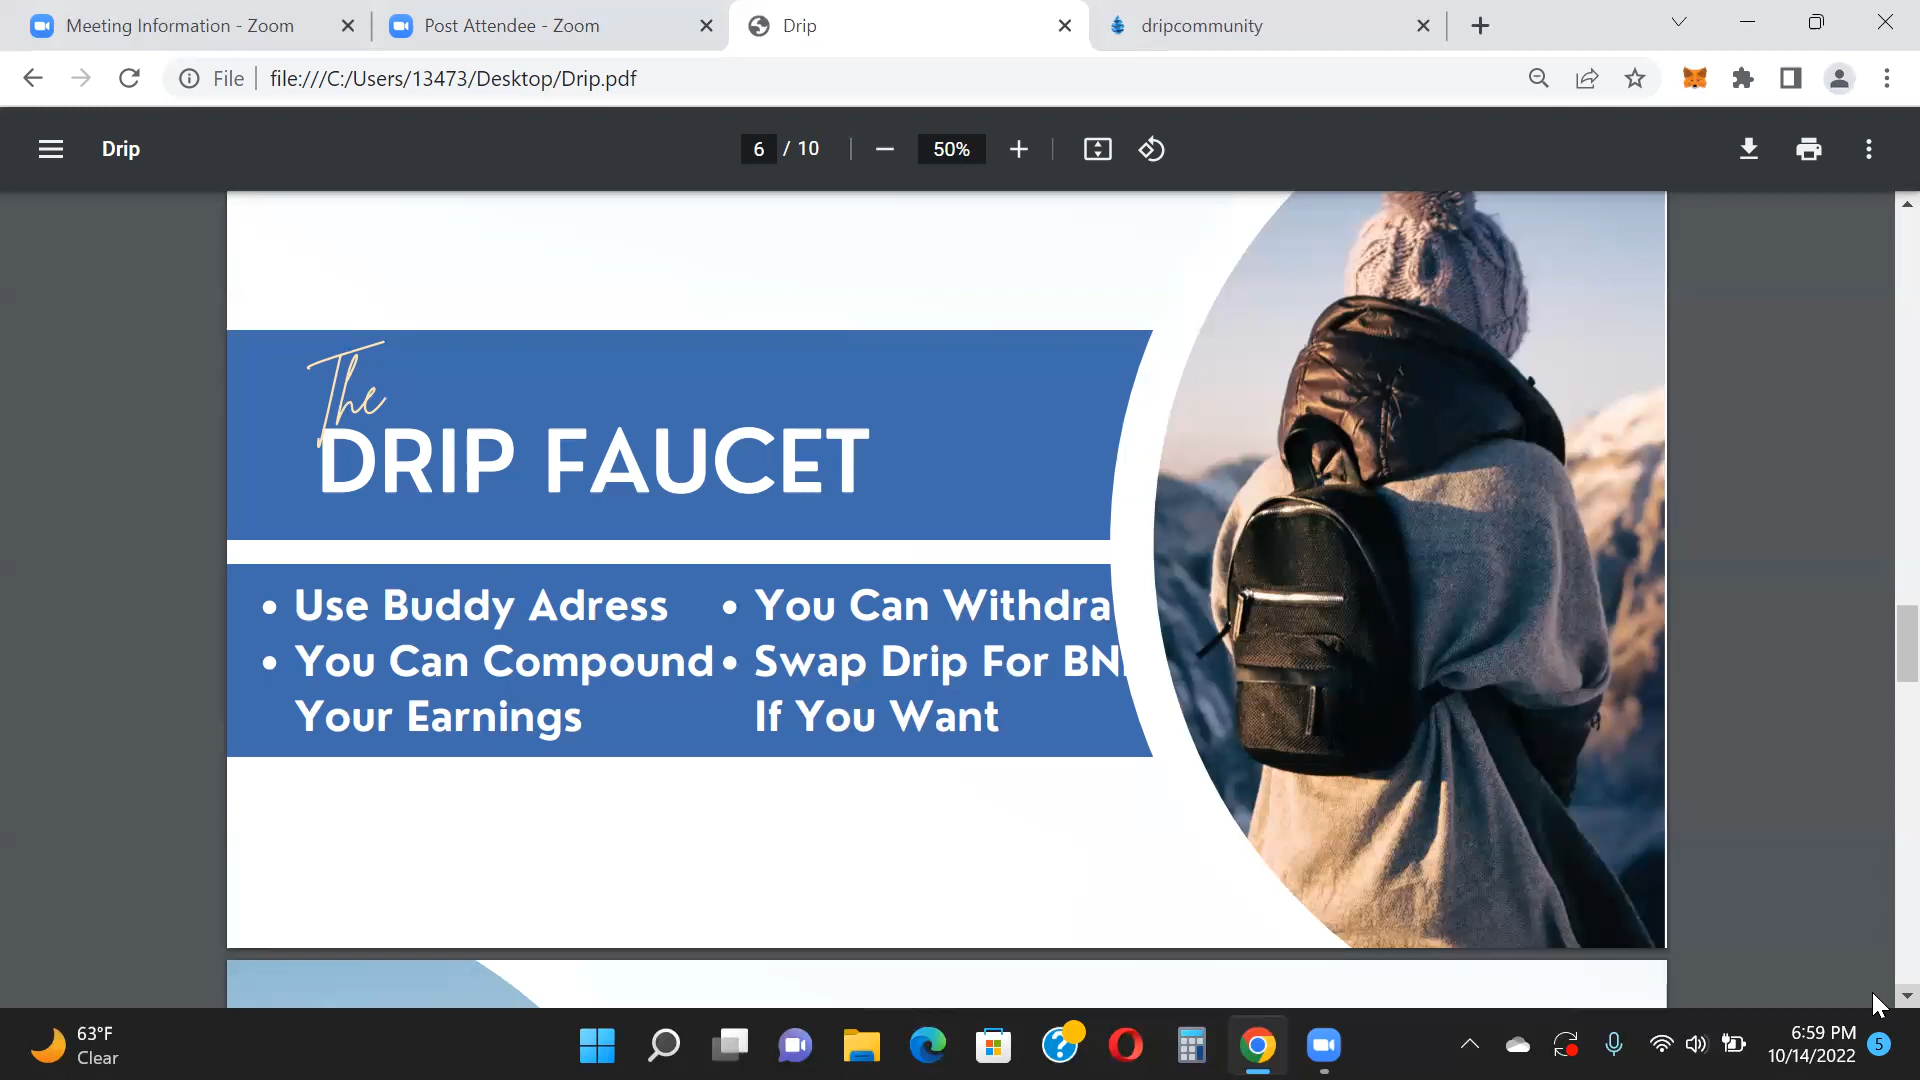 Meeting Information - Zoom
Post Attendee - Zoom
Drip
dripcommunity
File
file:///C:/Users/13473/Desktop/Drip.pdf
Drip
6 / 10
50%
The
DRIP FAUCET
• Use Buddy Adress
• You Can Compound
Your Earnings
• You Can Withdra
• Swap Drip For BN
If You Want
63°F
Clear
6:59 PM
10/14/2022
5